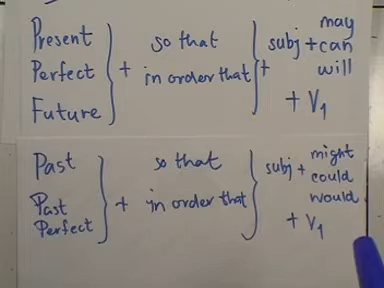 Present
Perfect
Future
+
so that
in order that
+
subj + may
can
will
+ V1
Past
Past Perfect
+
so that
in order that
subj + might
could
would
+ V1